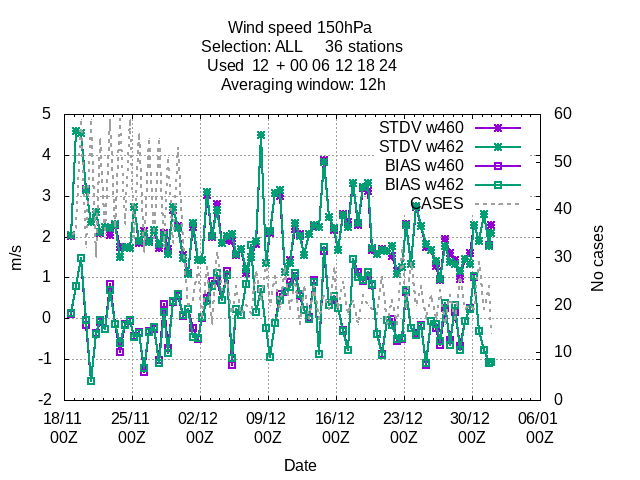 Wind speed 150hPa
Selection: ALL 36 stations
Used 12 + 00 06 12 18 24
Averaging window: 12h
5
4
3
2
1
0
-1
-2
m/s
60
50
40
30
20
10
0
No cases
STDV w460
STDV w462
BIAS w460
BIAS w462
CASES
18/11 25/11 02/12 09/12 16/12 23/12 30/12 06/01
00Z 00Z 00Z 00Z 00Z 00Z 00Z 00Z
Date